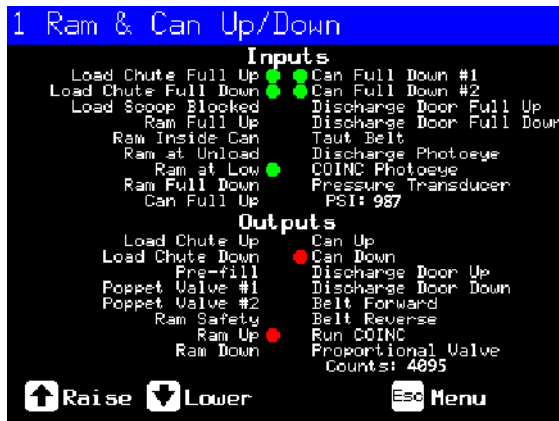 1 Ram & Can Up/Down
Inputs
Load Chute Full Up Can Full Down #1
Load Chute Full Down Can Full Down #2
Load Scoop Blocked Discharge Door Full Up
Ram Full Up Discharge Door Full Down
Ram Inside Can Taut Belt
Ram at Unload Discharge Photoeye
Ram at Low COINC Photoeye
Ram Full Down Pressure Transducer
Can Full Up PSI: 987
Outputs
Load Chute Up Can Up
Load Chute Down Can Down
Pre-fill Discharge Door Up
Poppet Valve #1 Discharge Door Down
Poppet Valve #2 Belt Forward
Ram Safety Belt Reverse
Ram Up Run COINC
Ram Down Proportional Valve
Counts: 4095
Raise Lower Esc Menu